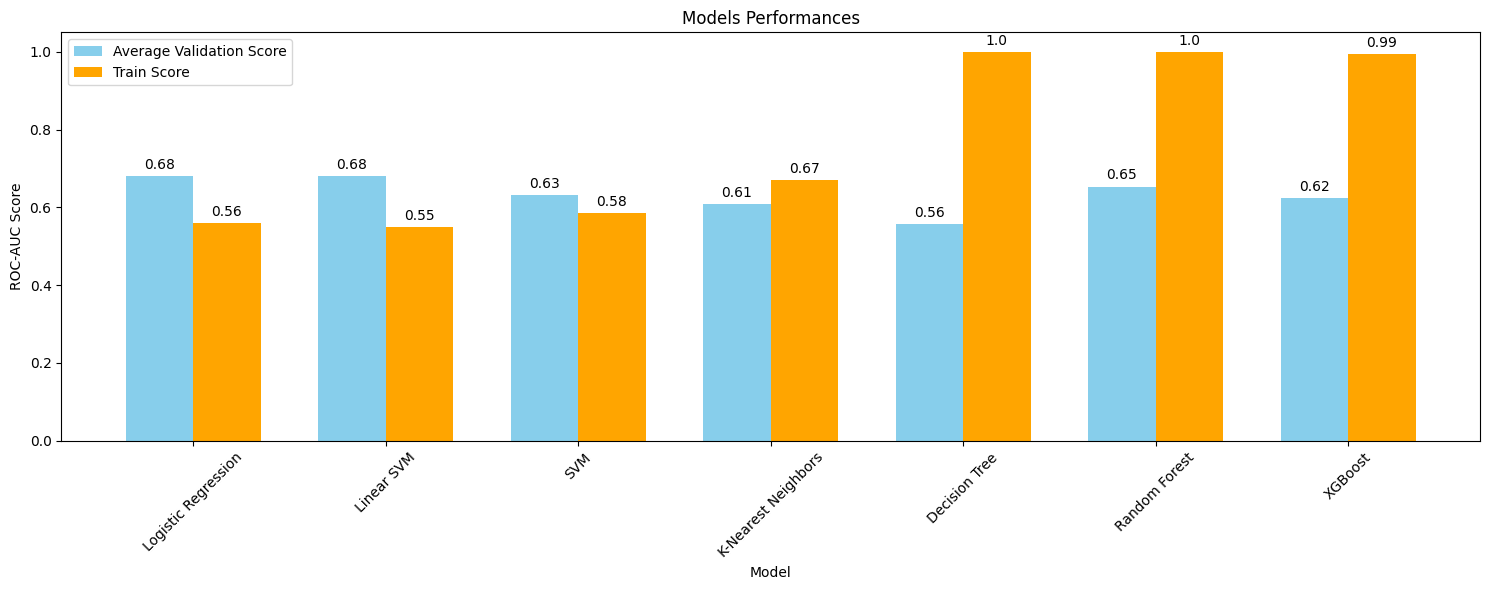 Models Performances
Average Validation Score
Train Score
ROC-AUC Score
1.0
0.8
0.6
0.4
0.2
0.0
0.68
0.56
0.68
0.55
0.63
0.58
0.61
0.67
0.56
1.0
0.65
1.0
0.62
0.99
Logistic Regression
Linear SVM
SVM
K-Nearest Neighbors
Decision Tree
Random Forest
XGBoost
Model